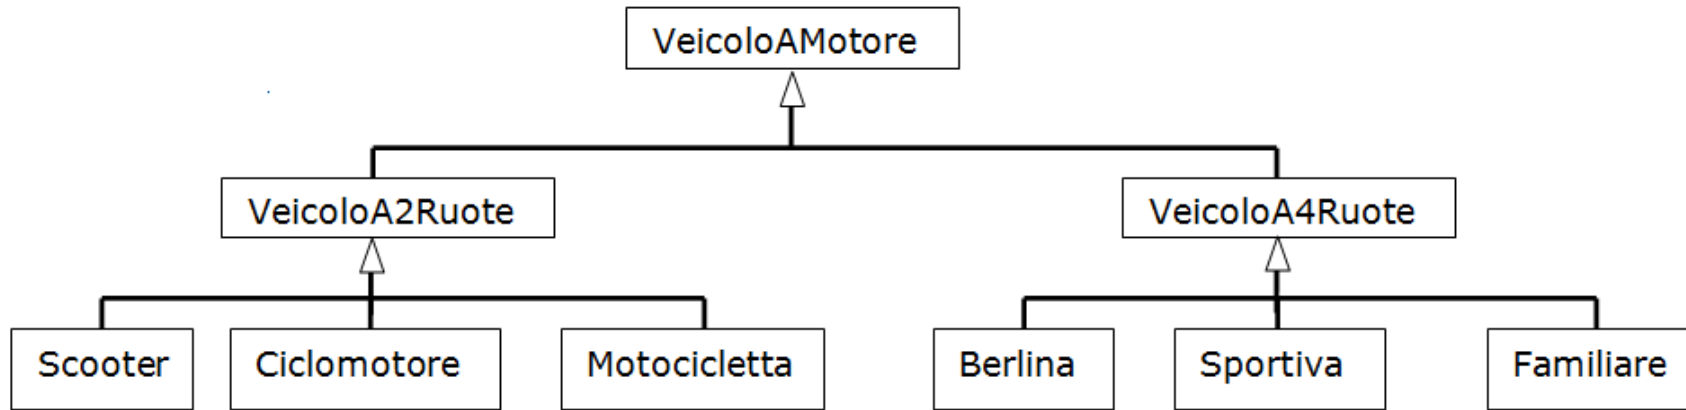 VeicoloAMotore
VeicoloA2Ruote
VeicoloA4Ruote
Scooter
Ciclomotore
Motocicletta
Berlina
Sportiva
Familiare